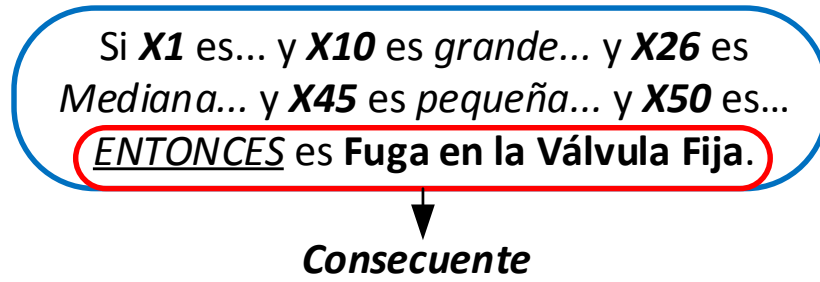 Si X1 es... y X10 es grande... y X26 es
Mediana... y X45 es pequeña... y X50 es...
ENTONCES es Fuga en la Válvula Fija.
Consecuente